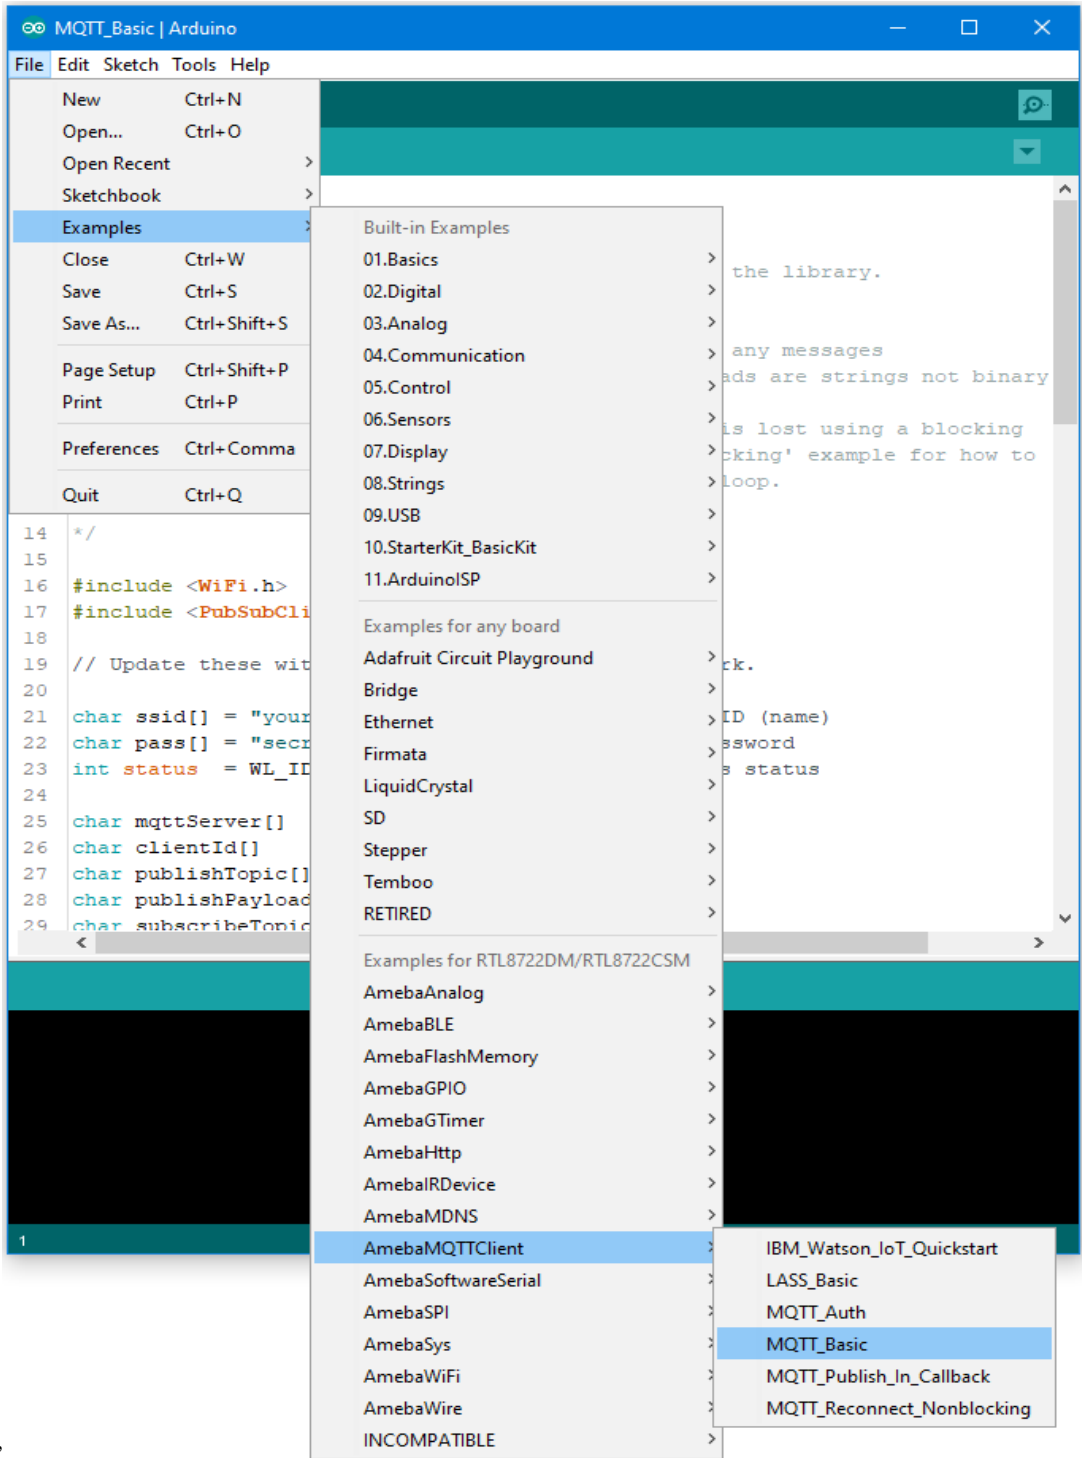 MQTT_Basic | Arduino
File Edit Sketch Tools Help
New Ctrl+N
Open... Ctrl+O
Open Recent
Sketchbook
Examples
Close Ctrl+W
Save Ctrl+S
Save As... Ctrl+Shift+S
Page Setup Ctrl+Shift+P
Print Ctrl+P
Preferences Ctrl+Comma
Quit Ctrl+Q
Built-in Examples
01.Basics
02.Digital
03.Analog
04.Communication
05.Control
06.Sensors
07.Display
08.Strings
09.USB
10.StarterKit_BasicKit
11.ArduinoISP
Examples for any board
Adafruit Circuit Playground
Bridge
Ethernet
Firmata
LiquidCrystal
SD
Stepper
Temboo
RETIRED
Examples for RTL8722DM/RTL8722CSM
AmebaAnalog
AmebaBLE
AmebaFlashMemory
AmebaGPIO
AmebaGTimer
AmebaHttp
AmebaIRDevice
AmebaMDNS
AmebaMQTTClient
AmebaSoftwareSerial
AmebaSPI
AmebaSys
AmebaWiFi
AmebaWire
INCOMPATIBLE
IBM_Watson_IoT_Quickstart
LASS_Basic
MQTT_Auth
MQTT_Basic
MQTT_Publish_In_Callback
MQTT_Reconnect_Nonblocking
the library.
any messages
ads are strings not binary
is lost using a blocking
cking' example for how to
loop.
14 */
15
16 #include <WiFi.h>
17 #include <PubSubCli
18
19 // Update these wit rk.
20
21 char ssid[] = "your ID (name)
22 char pass[] = "secr ssword
23 int status = WL_ID s status
24
25 char mqttServer[]
26 char clientId[]
27 char publishTopic[]
28 char publishPayload
29 char subscribeTopic
1